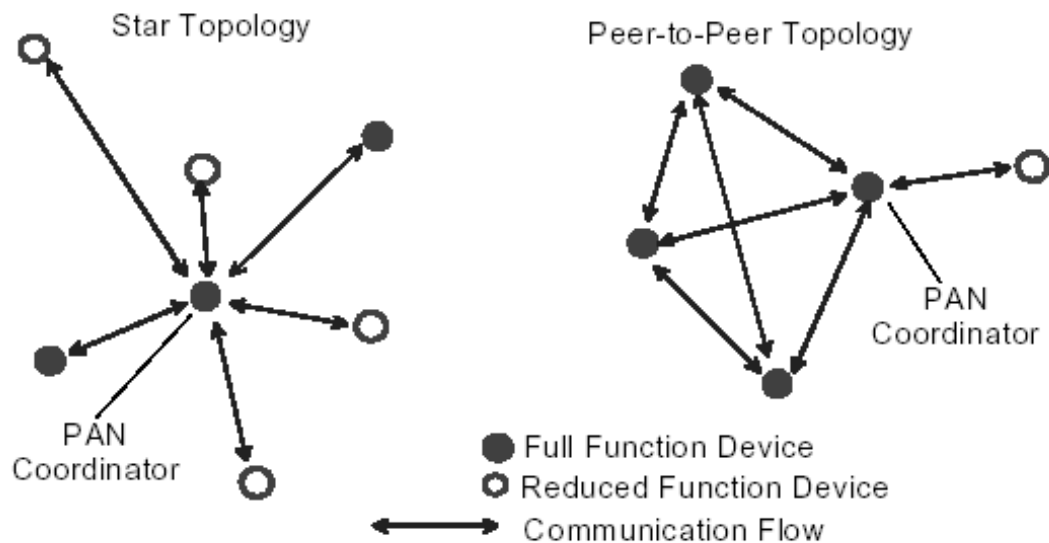 Star Topology
Peer-to-Peer Topology
PAN
Coordinator
PAN
Coordinator
Full Function Device
Reduced Function Device
Communication Flow